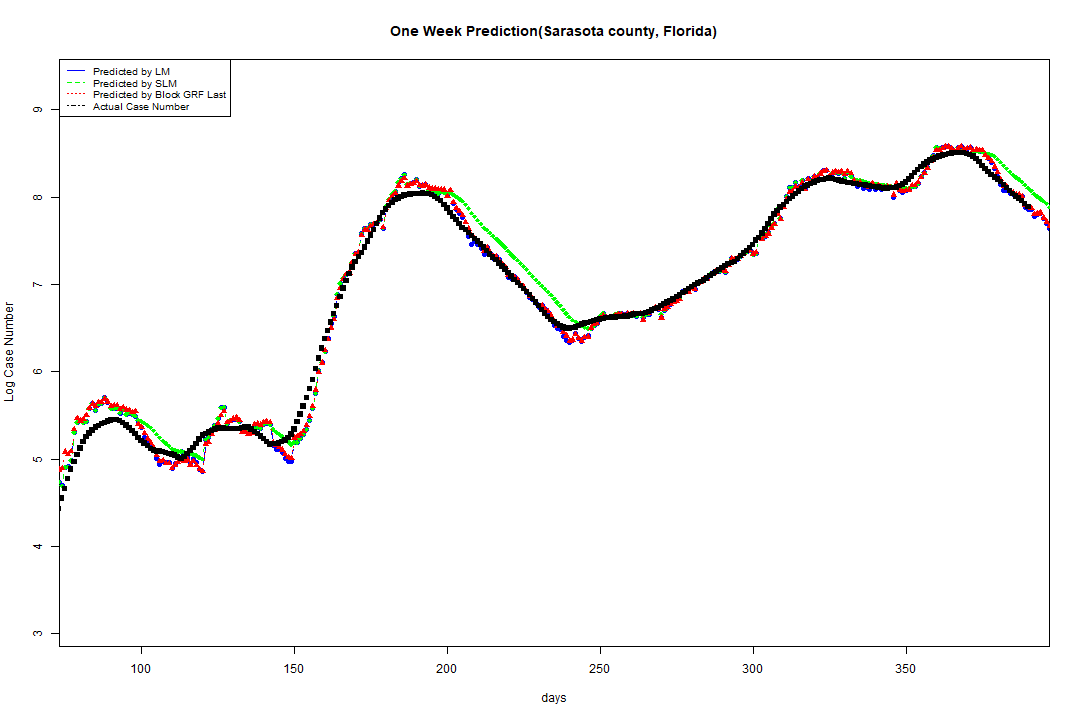 One Week Prediction(Sarasota county, Florida)
Predicted by LM
Predicted by SLM
Predicted by Block GRF Last
Actual Case Number
9
8
7
6
5
4
3
Log Case Number
100 150 200 250 300 350
days